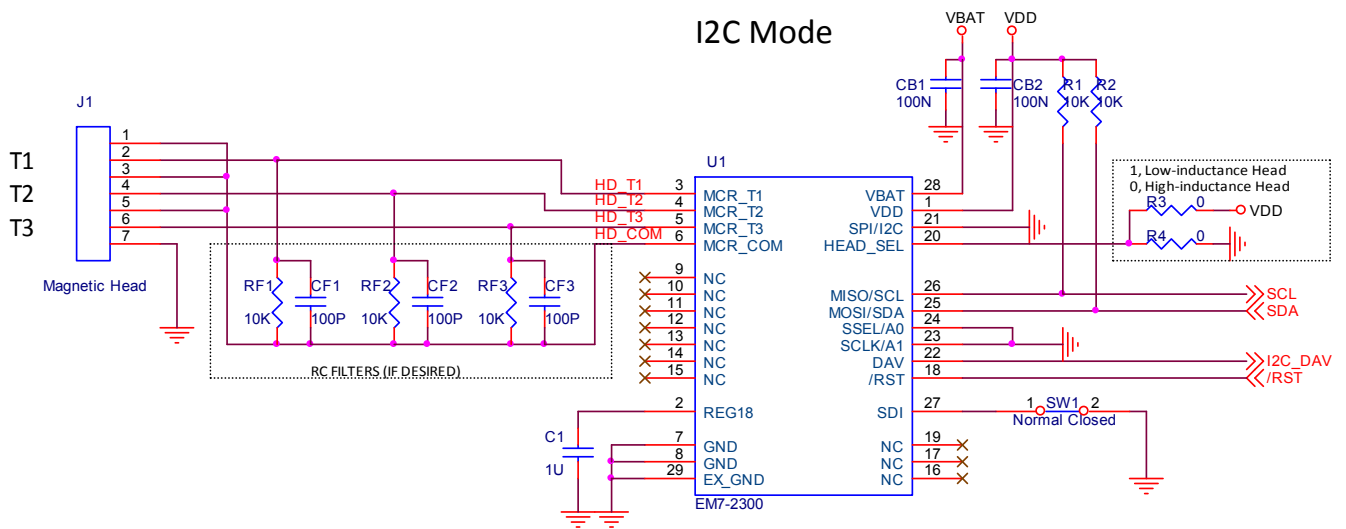 I2C Mode
VBAT VDD
CB1
100N
CB2
100N
R1
10K
R2
10K
J1
1
2
3
4
5
6
7
T1
T2
T3
Magnetic Head
HD_T1
HD_T2
HD_T3
HD_COM
RF1
10K
CF1
100P
RF2
10K
CF2
100P
RF3
10K
CF3
100P
RC FILTERS (IF DESIRED)
C1
1U
U1
3 MCR_T1
4 MCR_T2
5 MCR_T3
6 MCR_COM
9 NC
10 NC
11 NC
12 NC
13 NC
14 NC
15 NC
2 REG18
7 GND
8 GND
29 EX_GND
VBAT 28
VDD 1
SPI/I2C 21
HEAD_SEL 20
MISO/SCL 26
MOSI/SDA 25
SSEL/A0 24
SCLK/A1 23
DAV 22
/RST 18
SDI 27
NC 19
NC 17
NC 16
EM7-2300
1, Low-inductance Head
0, High-inductance Head
R3 0
VDD
R4 0
SCL
SDA
I2C_DAV
/RST
1 SW1 2
Normal Closed